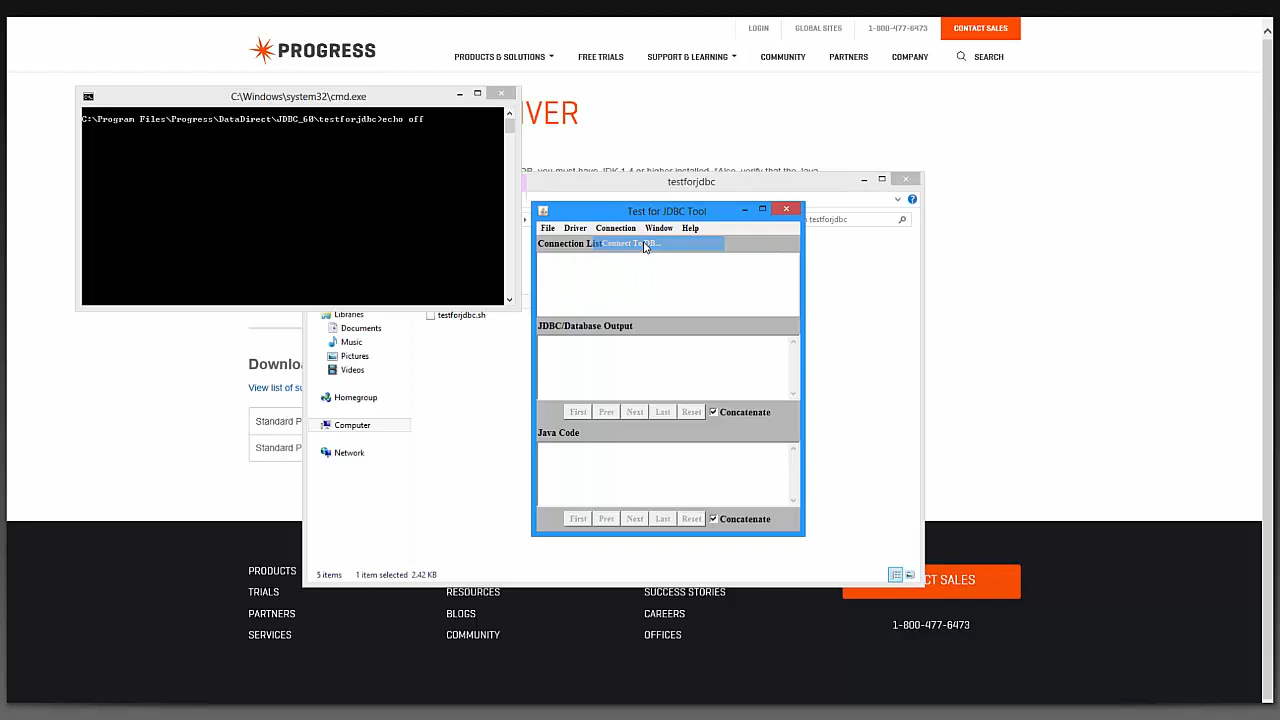 LOGIN
GLOBAL SITES
1-800-477-6473
CONTACT SALES
PROGRESS
PRODUCTS & SOLUTIONS
FREE TRIALS
SUPPORT & LEARNING
COMMUNITY
PARTNERS
COMPANY
SEARCH
C:\Windows\system32\cmd.exe
C:\Program Files\Progress\DataDirect\JDBC_60\testforjdbc>echo off
VER
testforjdbc
testforjdbc
Test for JDBC Tool
File Driver Connection Window Help
Connection List
Connect To DB...
JDBC/Database Output
First Prev Next Last Reset Concatenate
Java Code
First Prev Next Last Reset Concatenate
Libraries
Documents
Music
Pictures
Videos
Homegroup
Computer
Network
testforjdbc.sh
5 items 1 item selected 2.42 KB
Downlo
View list of su
Standard P
Standard P
PRODUCTS
TRIALS
PARTNERS
SERVICES
RESOURCES
BLOGS
COMMUNITY
SUCCESS STORIES
CAREERS
OFFICES
CT SALES
1-800-477-6473